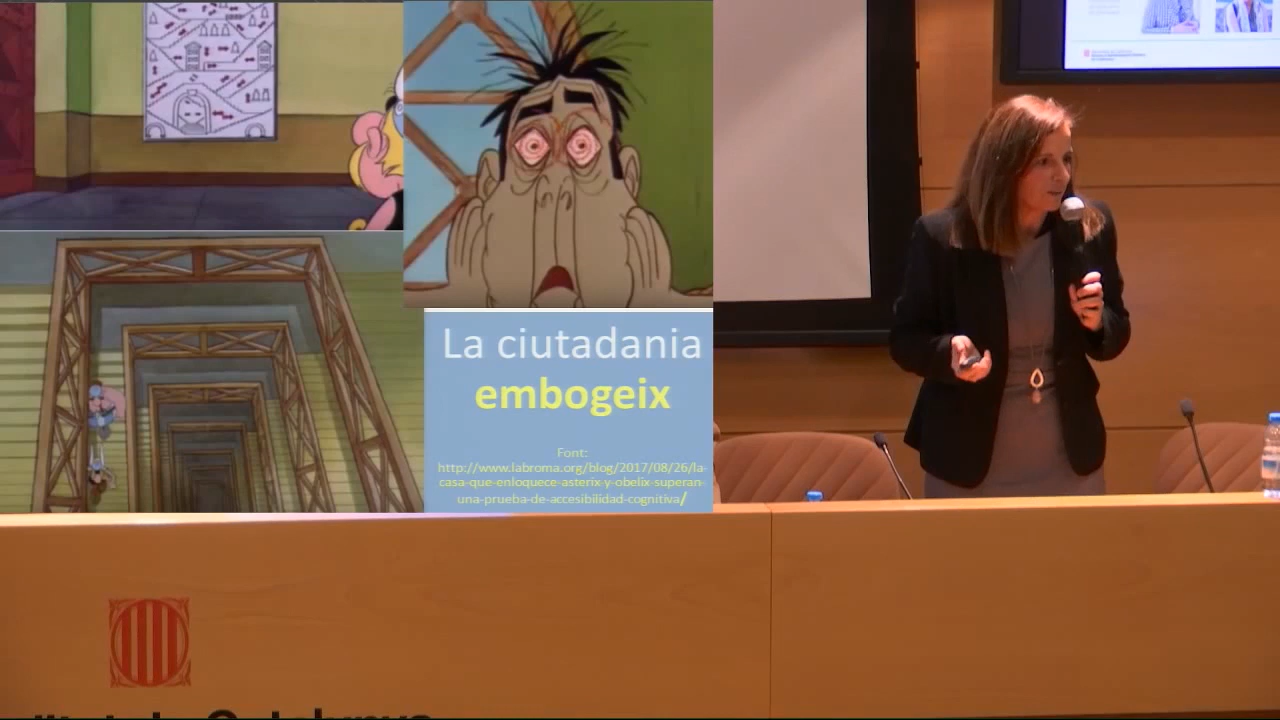 La ciutadania
embogeix
Font:
http://www.labroma.org/blog/2017/08/26/la-
casa-que-enloquece-asterix-y-obelix-superan-
una-prueba-de-accesibilidad-cognitiva/